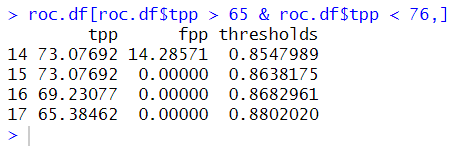 > roc.df[roc.df$tpp > 65 & roc.df$tpp < 76,]
tpp fpp thresholds
14 73.07692 14.28571 0.8547989
15 73.07692 0.00000 0.8638175
16 69.23077 0.00000 0.8682961
17 65.38462 0.00000 0.8802020
>